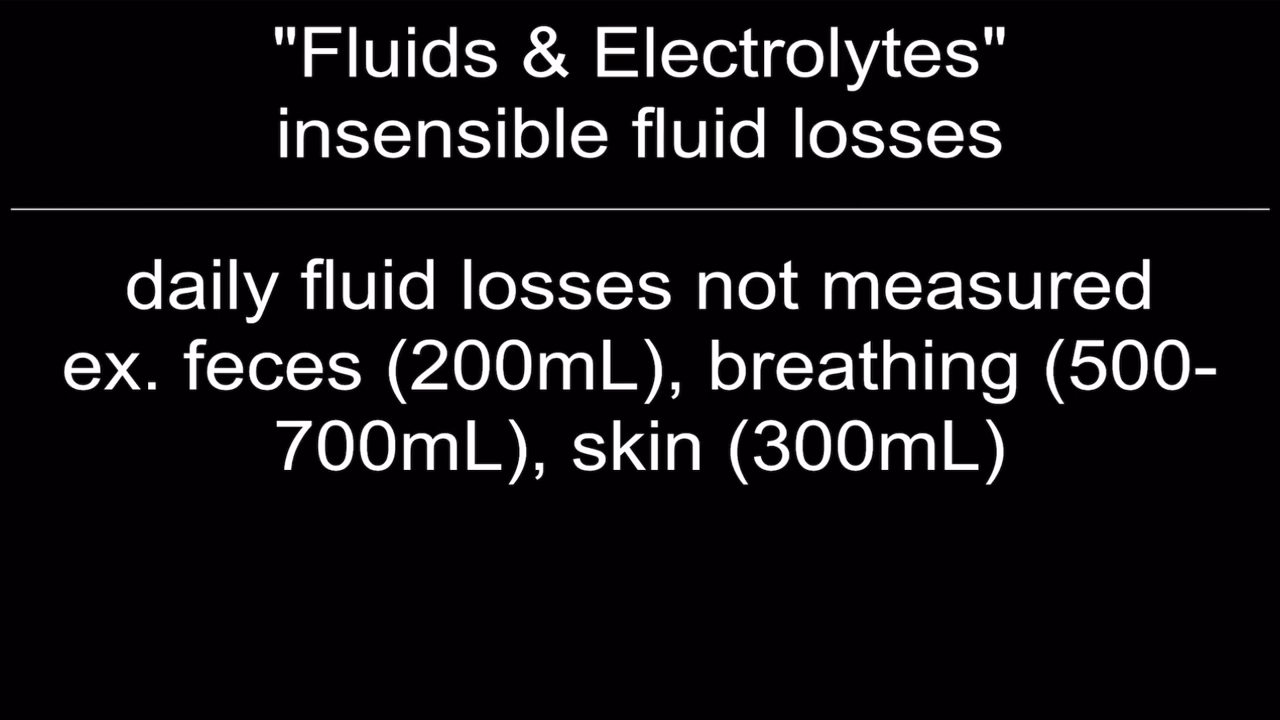 "Fluids & Electrolytes"
insensible fluid losses
daily fluid losses not measured
ex. feces (200mL), breathing (500-
700mL), skin (300mL)